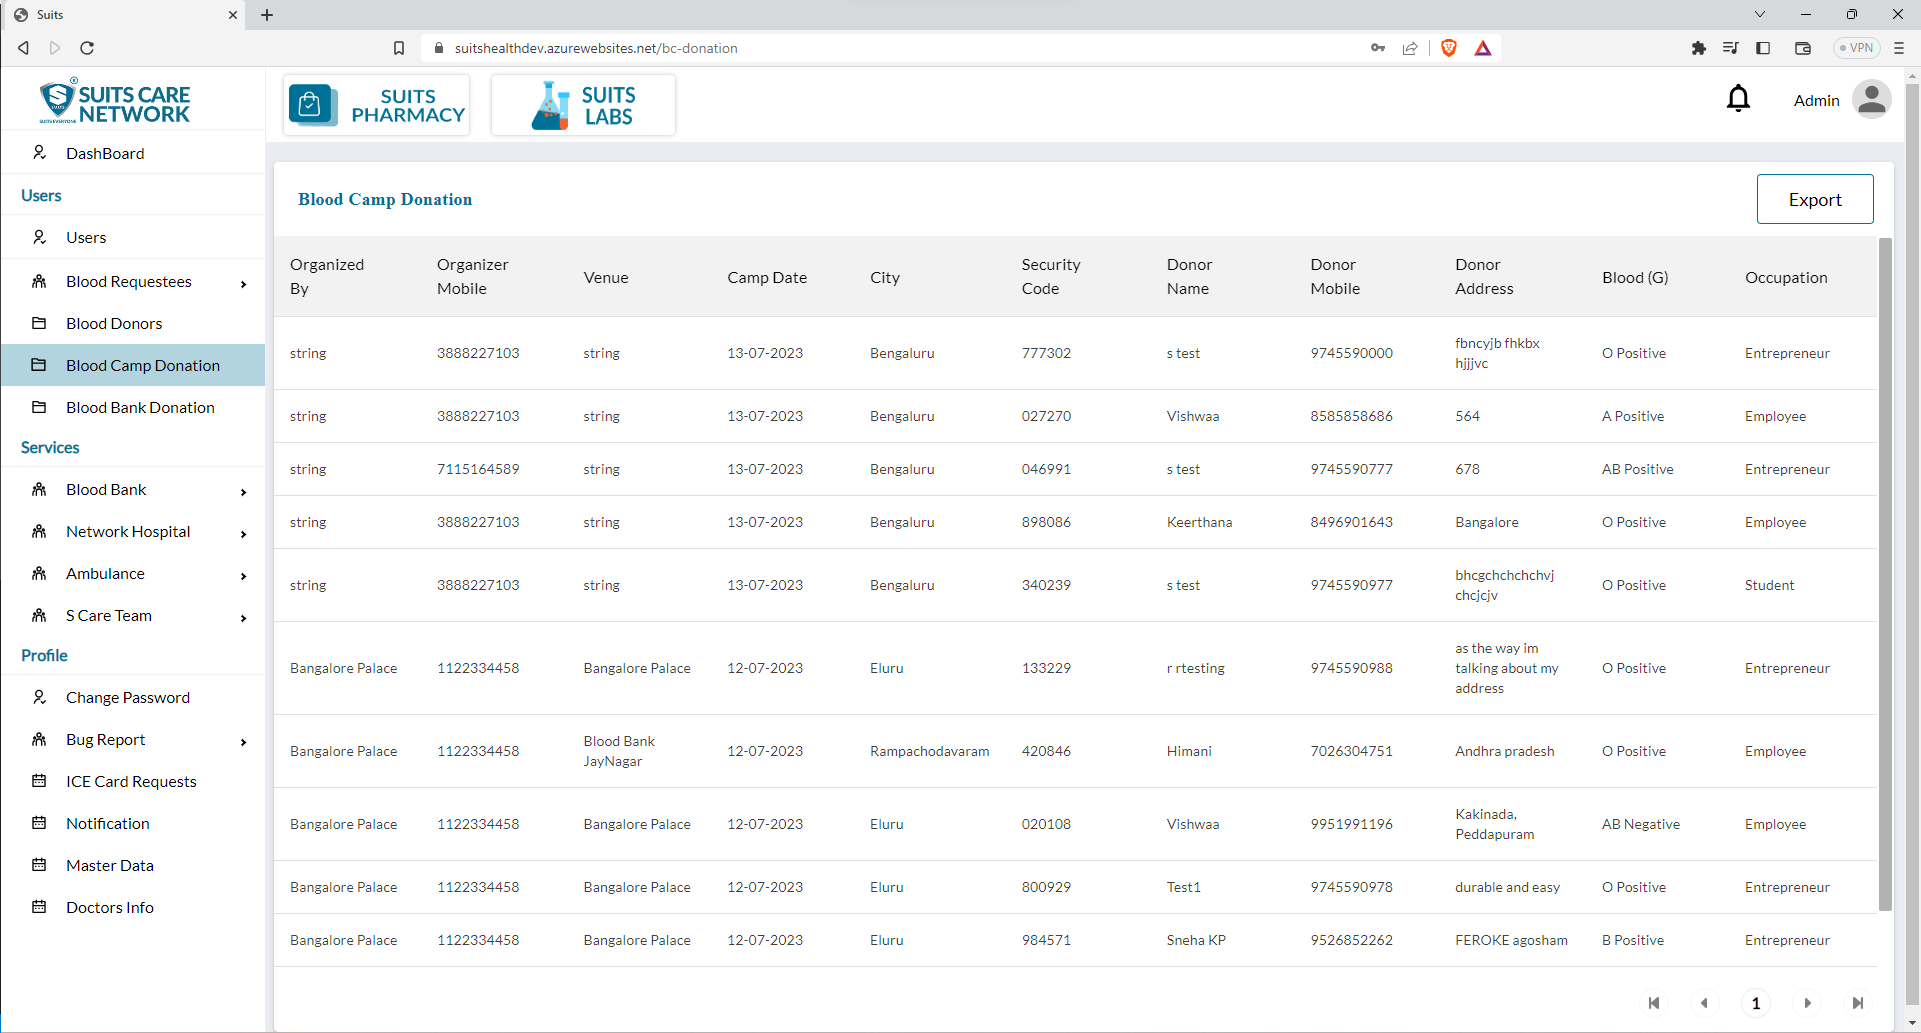 Suits
suitshealthdev.azurewebsites.net/bc-donation
VPN
SUITS CARE
NETWORK
SUITS EVERYONE
SUITS
PHARMACY
SUITS
LABS
Admin
DashBoard
Users
Users
Blood Requestees
Blood Donors
Blood Camp Donation
Blood Bank Donation
Services
Blood Bank
Network Hospital
Ambulance
S Care Team
Profile
Change Password
Bug Report
ICE Card Requests
Notification
Master Data
Doctors Info
Blood Camp Donation
Export
Organized By Organizer Mobile Venue Camp Date City Security Code Donor Name Donor Mobile Donor Address Blood (G) Occupation
string 3888227103 string 13-07-2023 Bengaluru 777302 s test 9745590000 fbncyjb fhkbx hjjjvc O Positive Entrepreneur
string 3888227103 string 13-07-2023 Bengaluru 027270 Vishwaa 8585858686 564 A Positive Employee
string 7115164589 string 13-07-2023 Bengaluru 046991 s test 9745590777 678 AB Positive Entrepreneur
string 3888227103 string 13-07-2023 Bengaluru 898086 Keerthana 8496901643 Bangalore O Positive Employee
string 3888227103 string 13-07-2023 Bengaluru 340239 s test 9745590977 bhcgchchchchvj chcjcjv O Positive Student
Bangalore Palace 1122334458 Bangalore Palace 12-07-2023 Eluru 133229 r rtesting 9745590988 as the way im talking about my address O Positive Entrepreneur
Bangalore Palace 1122334458 Blood Bank JayNagar 12-07-2023 Rampachodavaram 420846 Himani 7026304751 Andhra pradesh O Positive Employee
Bangalore Palace 1122334458 Bangalore Palace 12-07-2023 Eluru 020108 Vishwaa 9951991196 Kakinada, Peddapuram AB Negative Employee
Bangalore Palace 1122334458 Bangalore Palace 12-07-2023 Eluru 800929 Test1 9745590978 durable and easy O Positive Entrepreneur
Bangalore Palace 1122334458 Bangalore Palace 12-07-2023 Eluru 984571 Sneha KP 9526852262 FEROKE agosham B Positive Entrepreneur
1